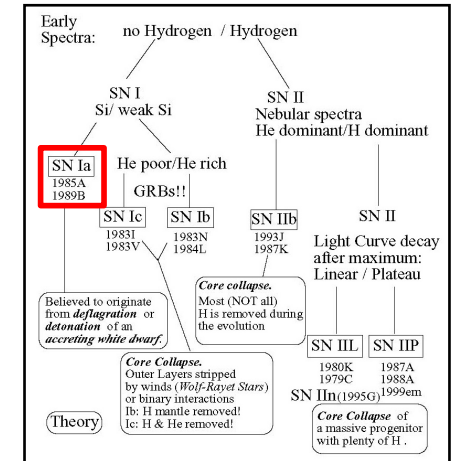 Early
Spectra:
no Hydrogen / Hydrogen
SN I
Si/ weak Si
SN II
Nebular spectra
He dominant/H dominant
SN Ia
1985A
1989B
He poor/He rich
GRBs!!
SN Ic
1983I
1983V
SN Ib
1983N
1984L
SN IIb
1993J
1987K
SN II
Light Curve decay
after maximum:
Linear / Plateau
Believed to originate
from deflagration or
detonation of an
accreting white dwarf.
Core collapse.
Most (NOT all)
H is removed during
the evolution
SN IIL
1980K
1979C
SN IIP
1987A
1988A
1999em
SN IIn(1995G)
Core Collapse.
Outer Layers stripped
by winds (Wolf-Rayet Stars)
or binary interactions
Ib: H mantle removed!
Ic: H & He removed!
Core Collapse of
a massive progenitor
with plenty of H .
Theory